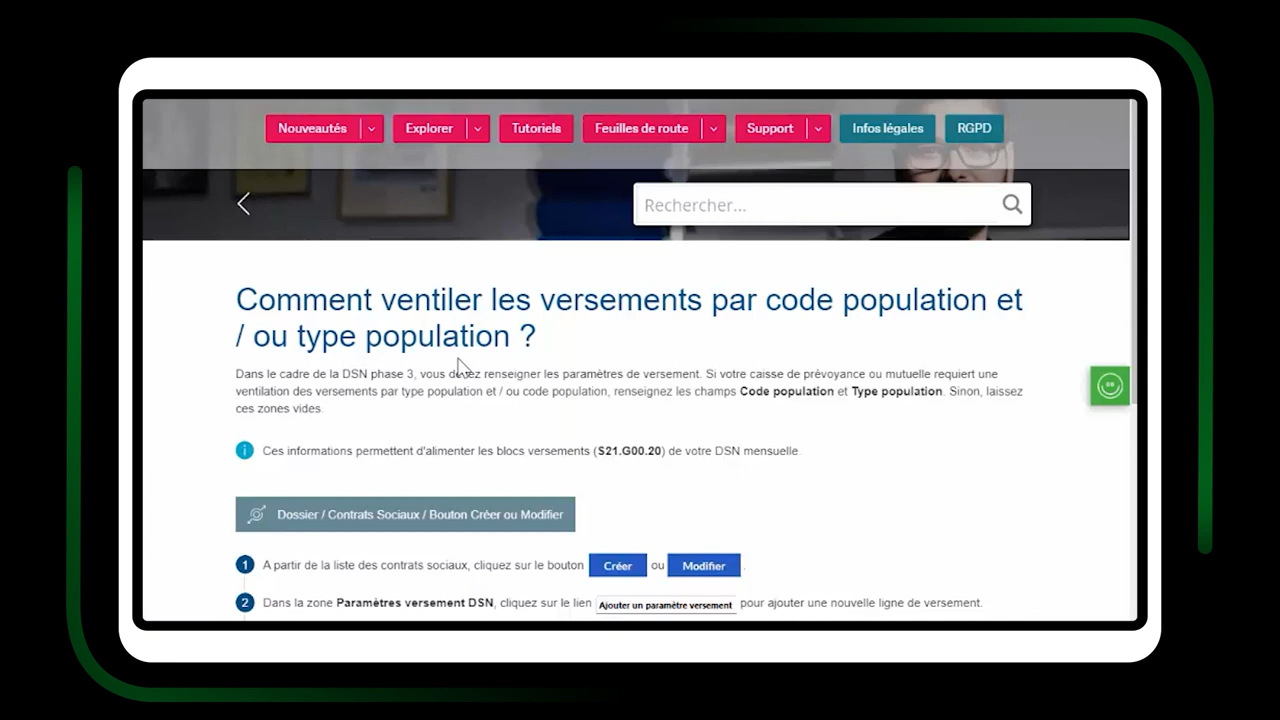 Nouveautés Explorer Tutoriels Feuilles de route Support Infos légales RGPD
Rechercher...
Comment ventiler les versements par code population et
/ ou type population ?
Dans le cadre de la DSN phase 3, vous devez renseigner les paramètres de versement. Si votre caisse de prévoyance ou mutuelle requiert une
ventilation des versements par type population et / ou code population, renseignez les champs Code population et Type population. Sinon, laissez
ces zones vides.
Ces informations permettent d'alimenter les blocs versements (S21.G00.20) de votre DSN mensuelle.
Dossier / Contrats Sociaux / Bouton Créer ou Modifier
1 A partir de la liste des contrats sociaux, cliquez sur le bouton Créer ou Modifier .
2 Dans la zone Paramètres versement DSN, cliquez sur le lien Ajouter un paramètre versement pour ajouter une nouvelle ligne de versement.